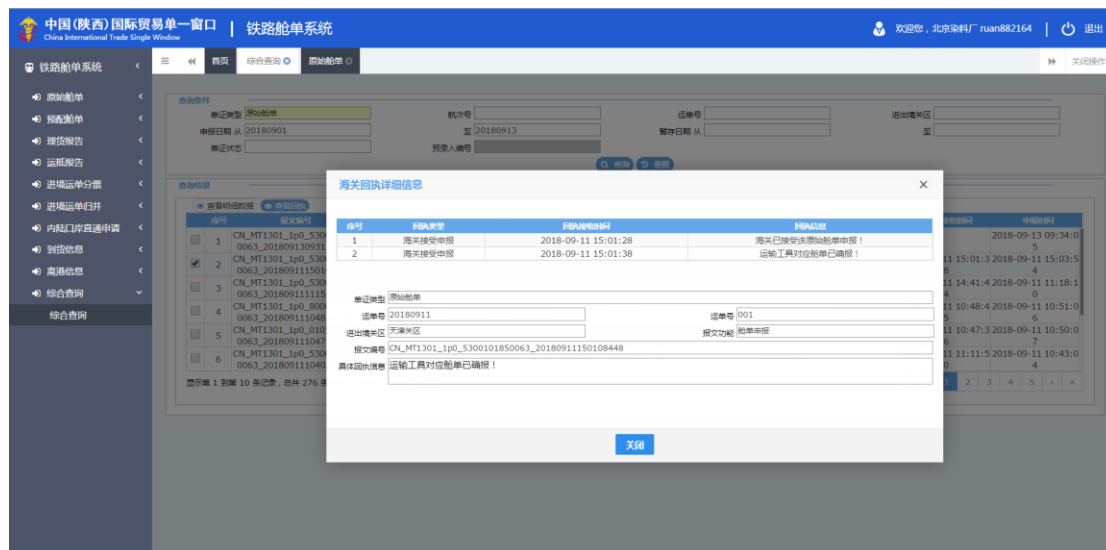 中国(陕西)国际贸易单一窗口 | 铁路舱单系统
China International Trade Single Window
欢迎您，北京染料厂 ruan882164 | 退出
铁路舱单系统
首页 综合查询 原始舱单 关闭操作
原始舱单
预配舱单
理货报告
运抵报告
进境运单分票
进境运单归并
内陆口岸直通申请
到货信息
离港信息
综合查询
综合查询
查询条件
单证类型 原始舱单 航次号 运单号 进出境关区
申报日期 从 20180901 至 20180913 暂存日期 从 至
单证状态 预录入编号
查询 重置
查询结果
查看明细数据 查看回执
序号 报文编号 申报时间
1 CN_MT1301_1p0_530 2018-09-13 09:34:0
0063_201809130931 5
2 CN_MT1301_1p0_530 11 15:01:3 2018-09-11 15:03:5
0063_201809111501 8 4
3 CN_MT1301_1p0_530 11 14:41:4 2018-09-11 11:18:1
0063_201809111115 4 0
4 CN_MT1301_1p0_800 11 10:48:4 2018-09-11 10:51:0
0063_201809111048 5 6
5 CN_MT1301_1p0_010 11 10:47:3 2018-09-11 10:50:0
0063_201809111047 6 7
6 CN_MT1301_1p0_530 11 11:11:5 2018-09-11 10:43:0
0063_201809111040 0 4
显示第 1 到第 10 条记录，总共 276 条
1 2 3 4 5 › »
海关回执详细信息 ×
序号 回执类型 回执接收时间 回执信息
1 海关接受申报 2018-09-11 15:01:28 海关已接受该原始舱单申报！
2 海关接受申报 2018-09-11 15:01:38 运输工具对应舱单已确报！
单证类型 原始舱单
运单号 20180911 运单号 001
进出境关区 天津关区 报文功能 舱单申报
报文编号 CN_MT1301_1p0_5300101850063_20180911150108448
具体回执信息 运输工具对应舱单已确报！
关闭